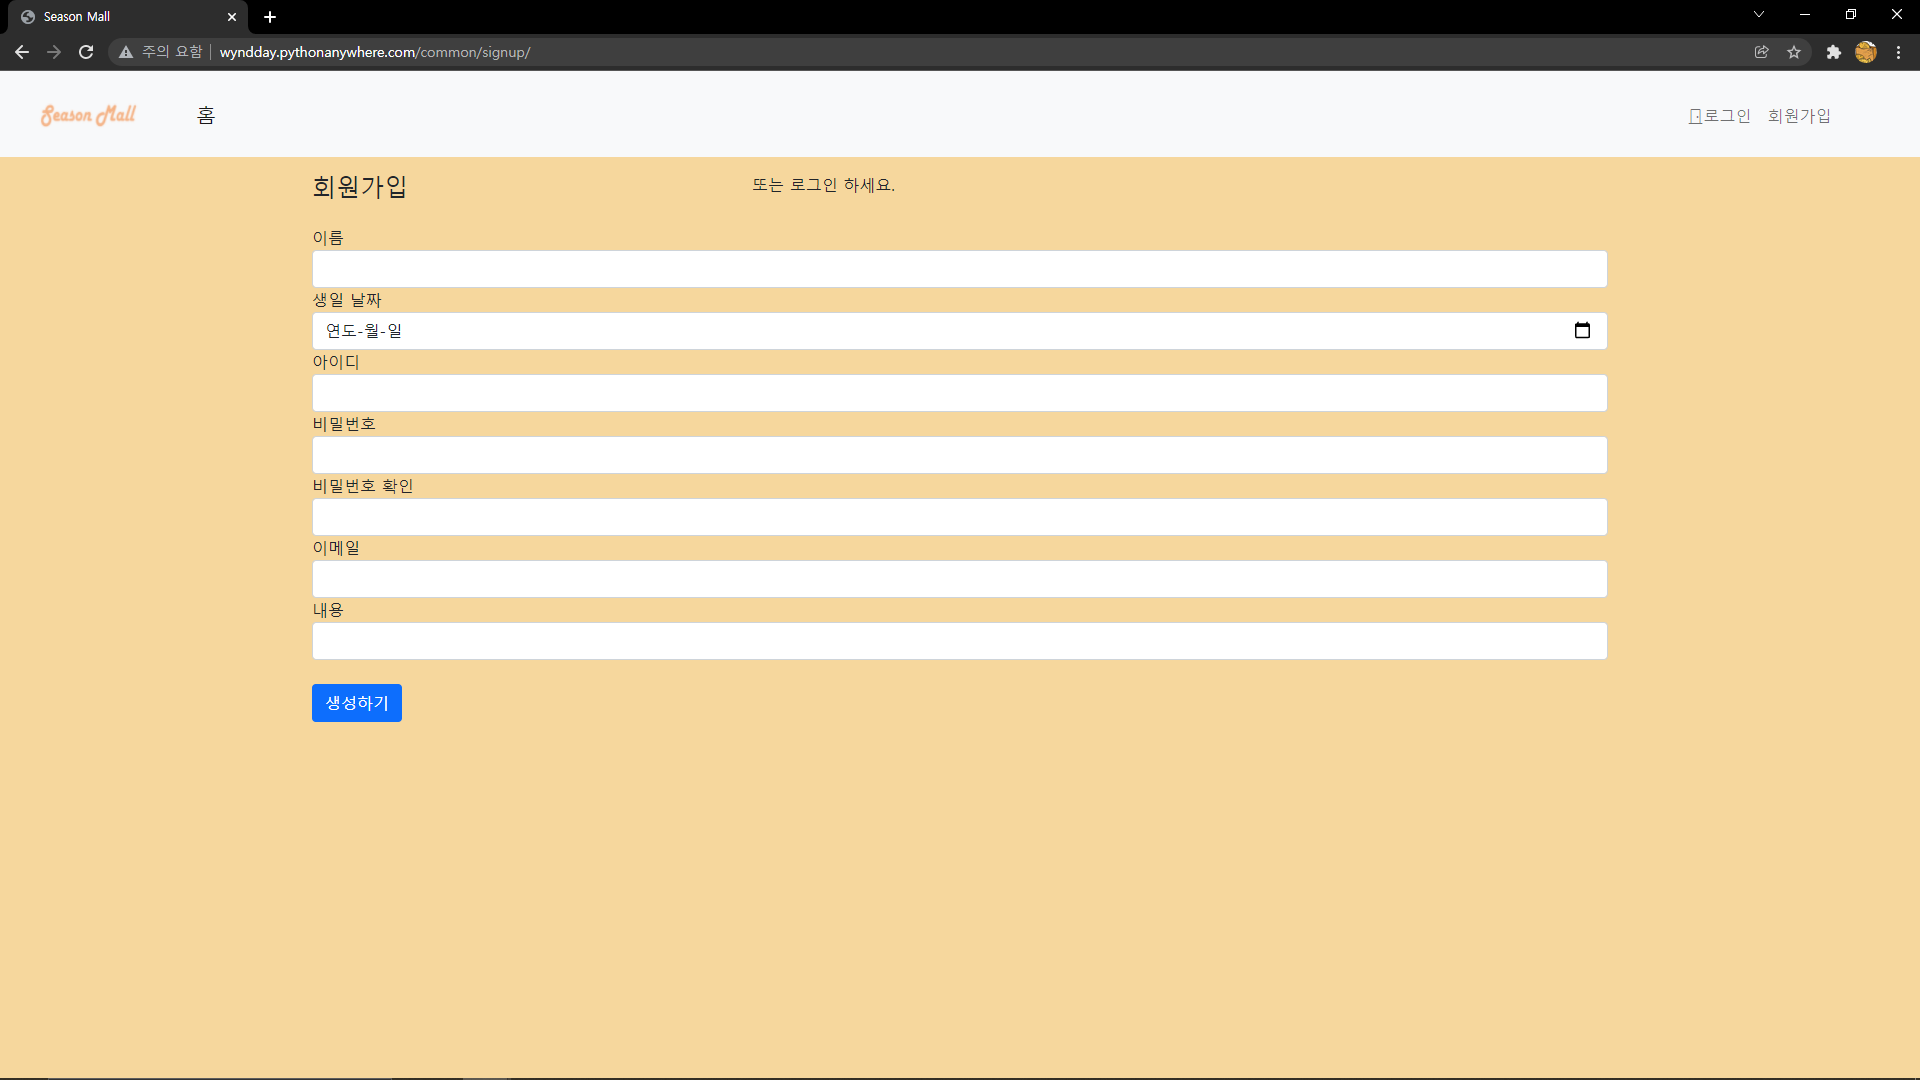 Season Mall
주의 요함 | wyndday.pythonanywhere.com/common/signup/
Season Mall 홈 로그인 회원가입
회원가입 또는 로그인 하세요.
이름
생일 날짜
연도-월-일
아이디
비밀번호
비밀번호 확인
이메일
내용
생성하기